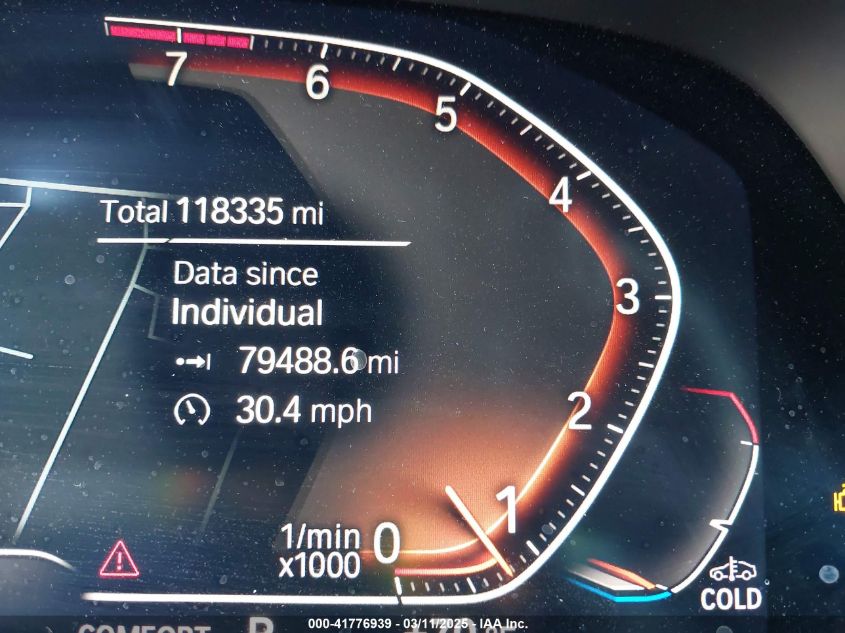 7
6
5
4
3
2
1
0
Total 118335 mi
Data since
Individual
79488.6 mi
30.4 mph
1/min
x1000
COLD
COMFORT P
000-41776939 - 03/11/2025 - IAA Inc.